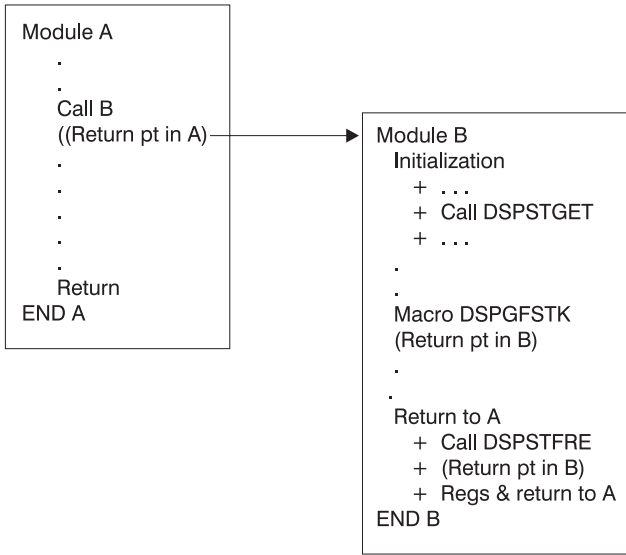 Module A
.
.
Call B
((Return pt in A)
.
.
.
.
.
Return
END A
Module B
Initialization
+ . . .
+ Call DSPSTGET
+ . . .
.
.
Macro DSPGFSTK
(Return pt in B)
.
.
Return to A
+ Call DSPSTFRE
+ (Return pt in B)
+ Regs & return to A
END B